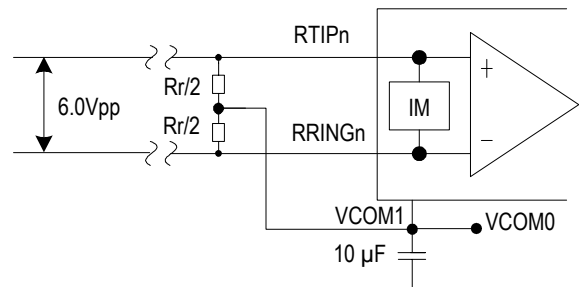 RTIPn
Rr/2
6.0Vpp
IM
Rr/2
RRINGn
VCOM1
VCOM0
10 µF